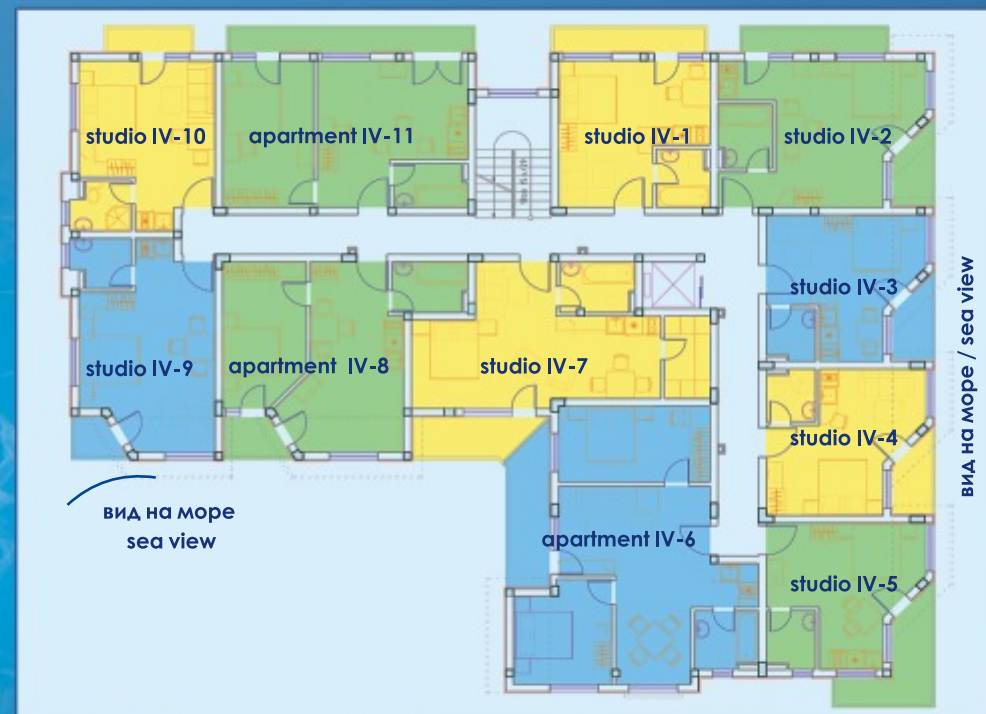 studio IV-10
apartment IV-11
studio IV-1
studio IV-2
studio IV-3
studio IV-9
apartment IV-8
studio IV-7
studio IV-4
вид на море / sea view
вид на море
sea view
apartment IV-6
studio IV-5